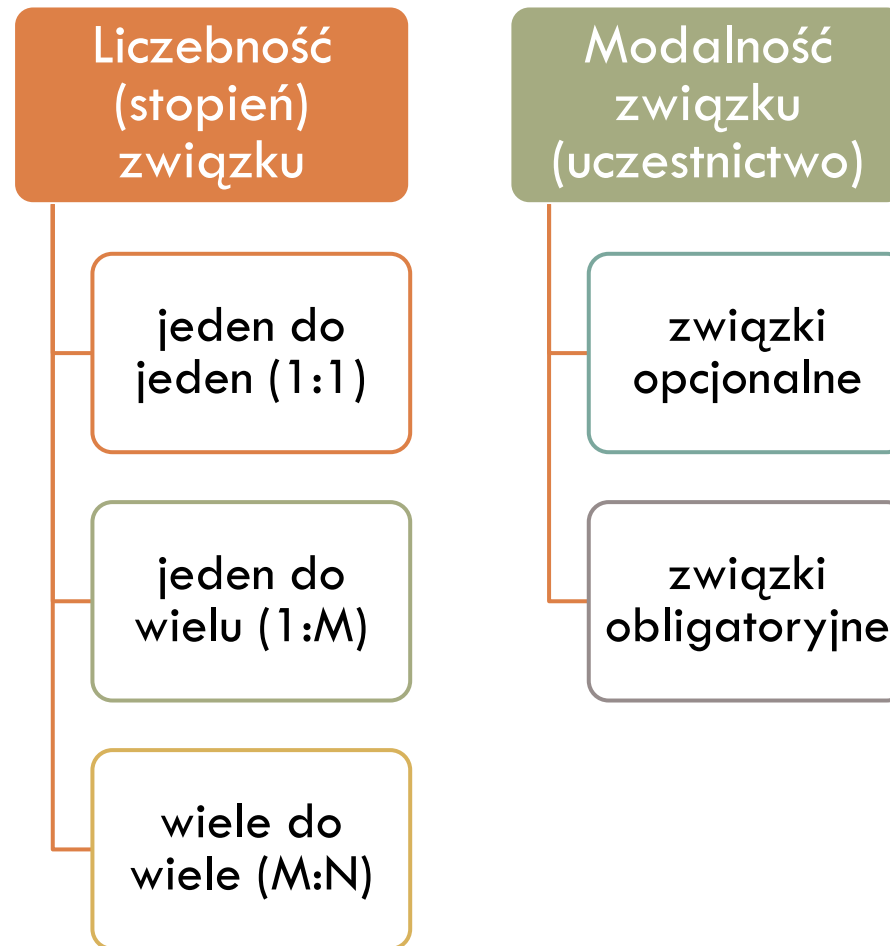 Liczebność
(stopień)
związku
jeden do
jeden (1:1)
jeden do
wielu (1:M)
wiele do
wiele (M:N)
Modalność
związku
(uczestnictwo)
związki
opcjonalne
związki
obligatoryjne